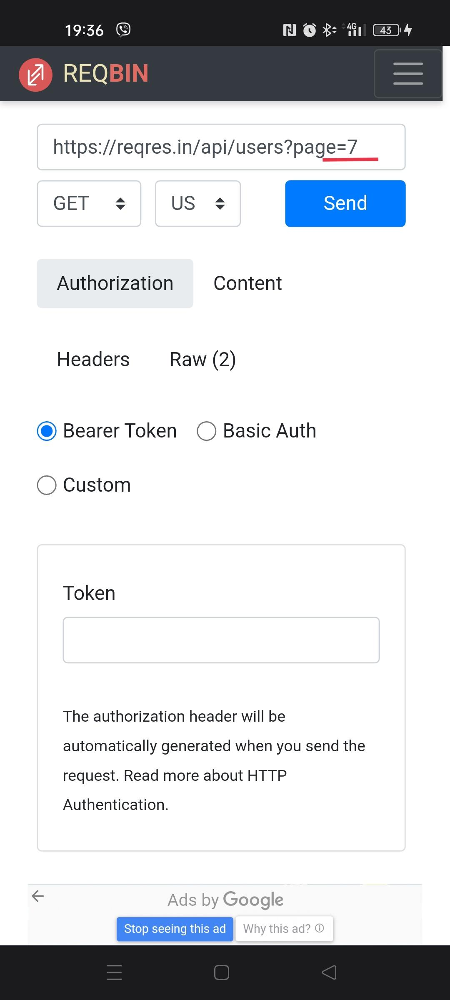 19:36
4G
43
REQBIN
https://reqres.in/api/users?page=7
GET
US
Send
Authorization
Content
Headers
Raw (2)
Bearer Token
Basic Auth
Custom
Token
The authorization header will be
automatically generated when you send the
request. Read more about HTTP
Authentication.
Ads by Google
Stop seeing this ad
Why this ad?